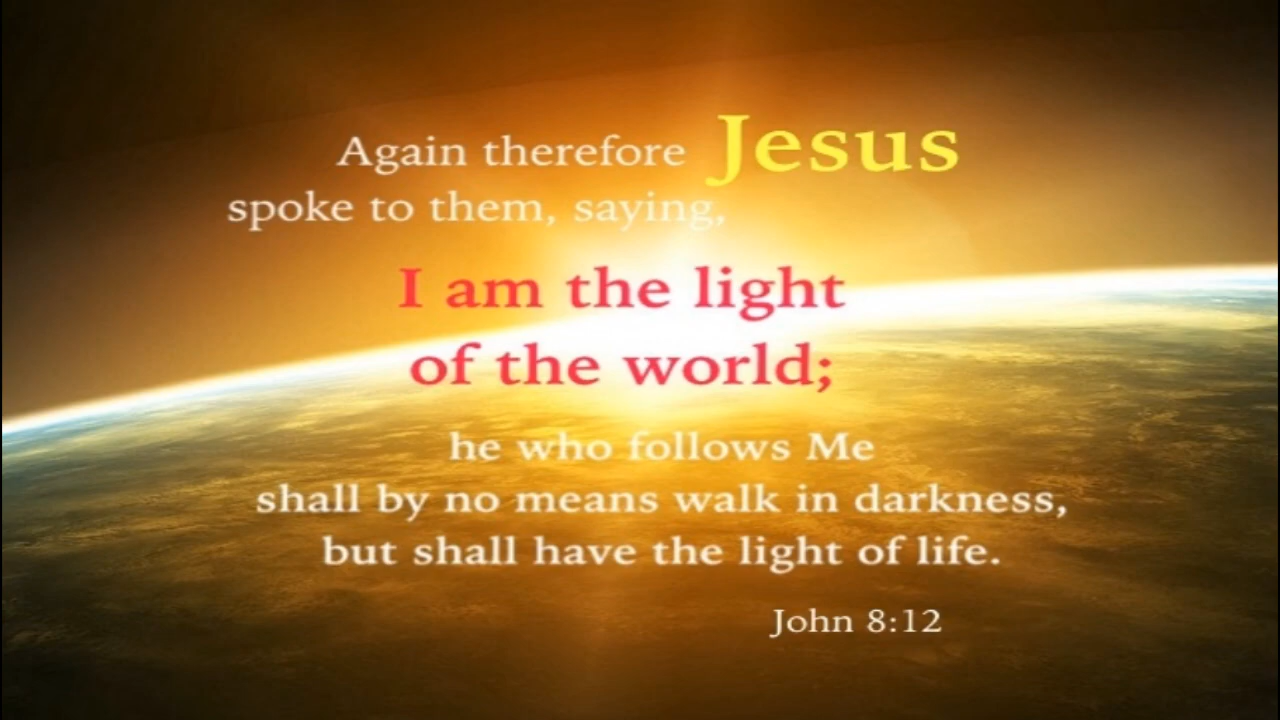 Again therefore Jesus
spoke to them, saying,
I am the light
of the world;
he who follows Me
shall by no means walk in darkness,
but shall have the light of life.
John 8:12